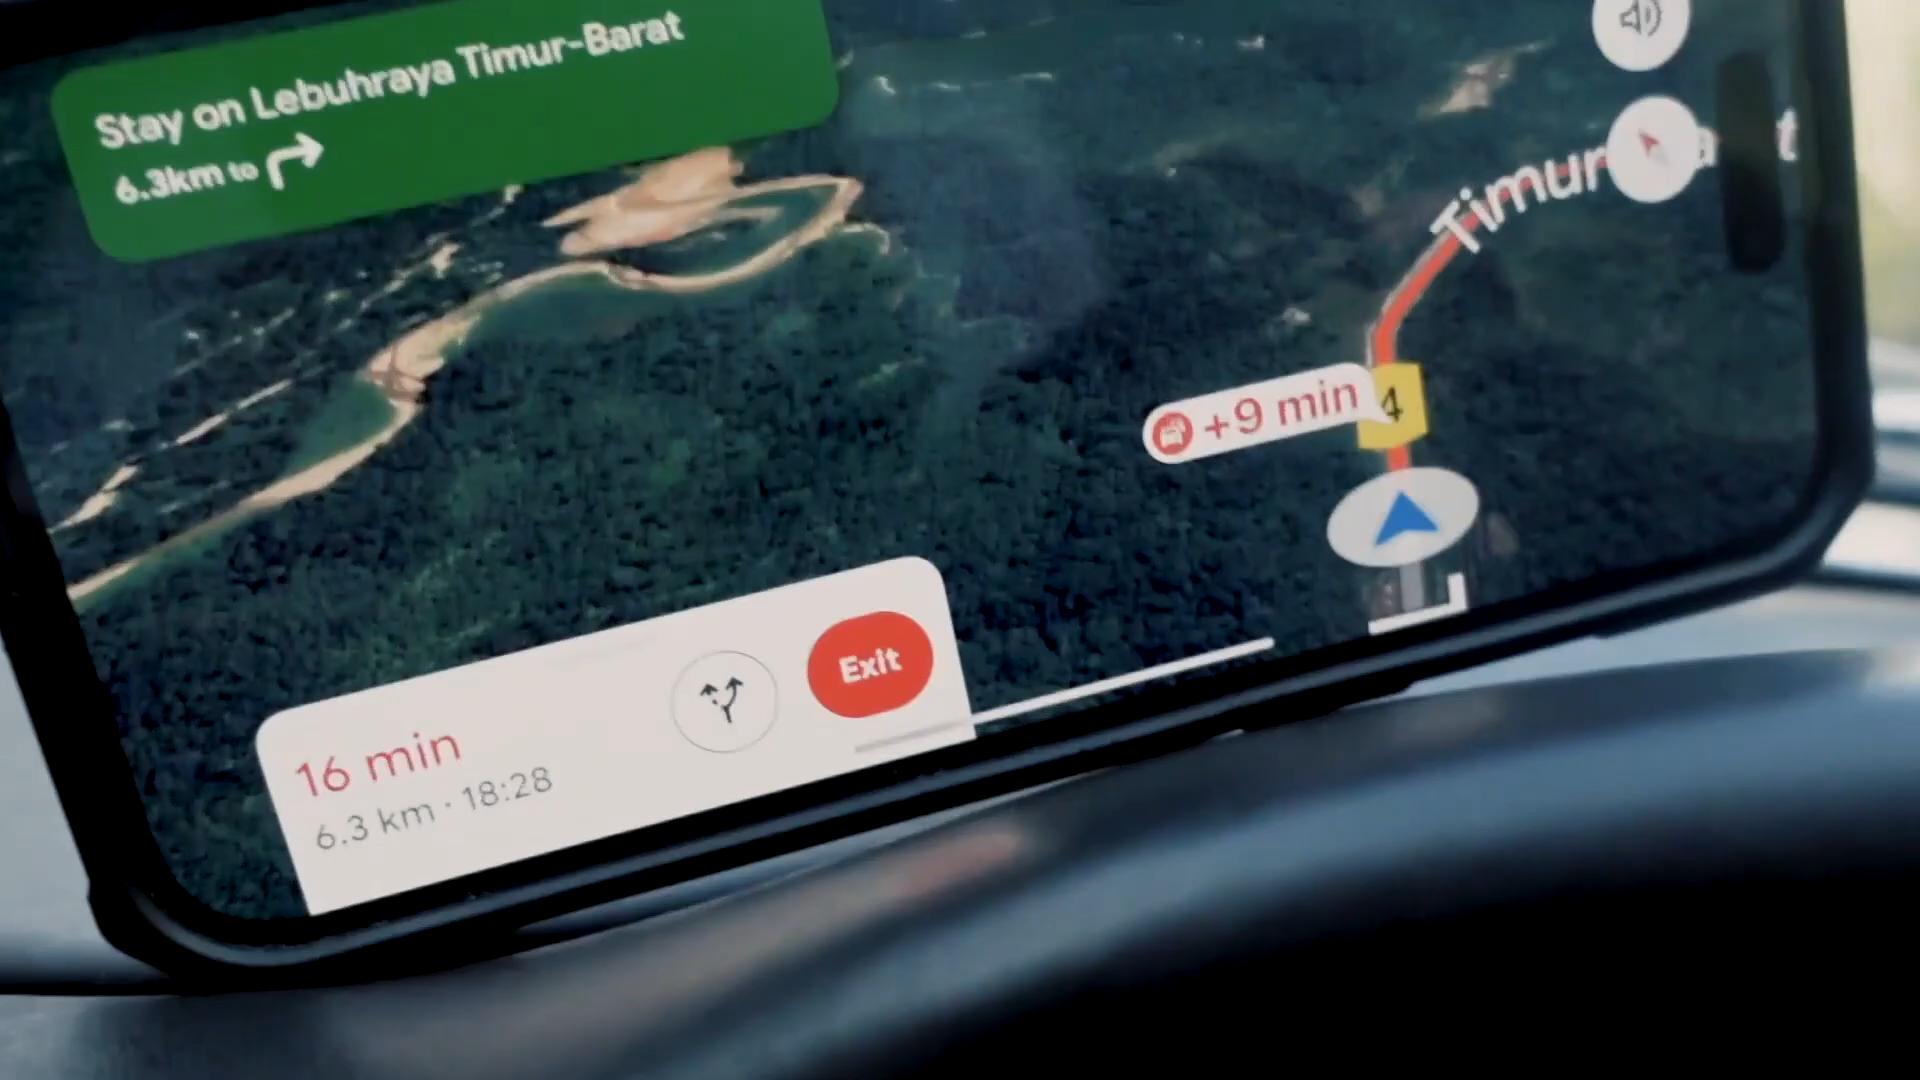 Stay on Lebuhraya Timur-Barat
6.3km to
Timur
+9 min
4
Exit
16 min
6.3 km · 18:28